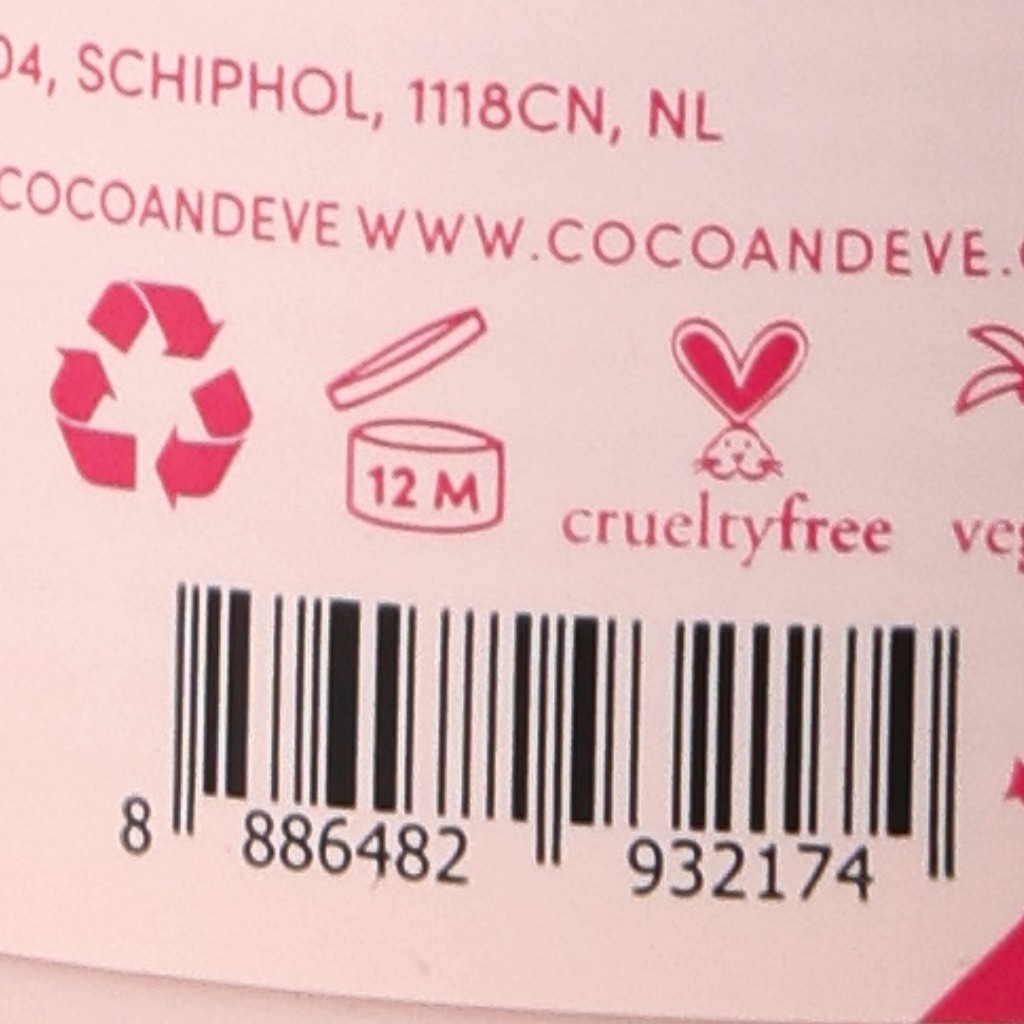 04, SCHIPHOL, 1118CN, NL
COCOANDEVE WWW.COCOANDEVE.
12 M
crueltyfree
8 886482 932174